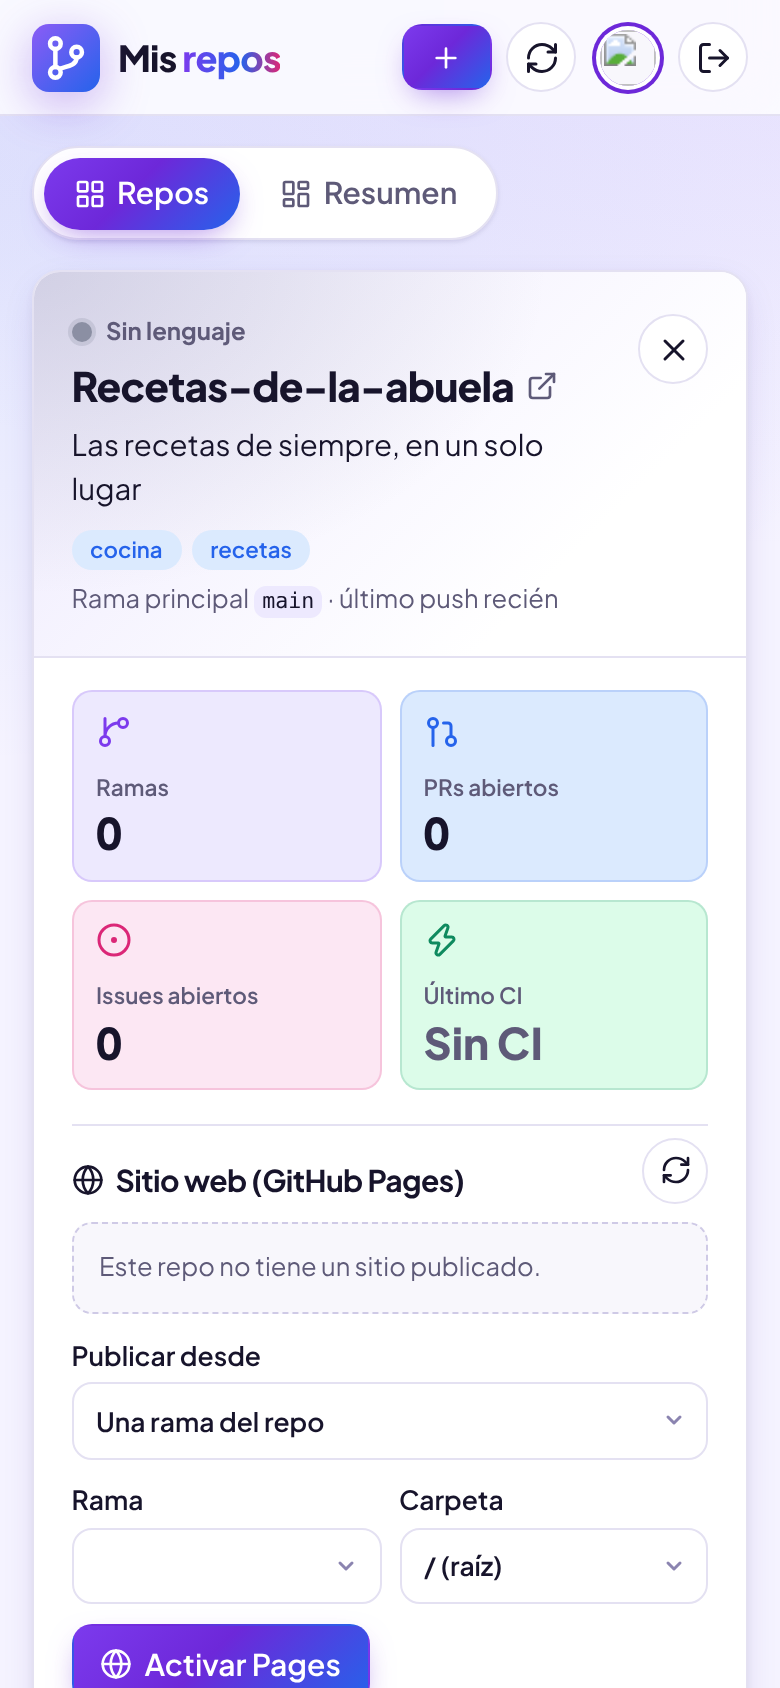 Mis repos
Repos
Resumen
Sin lenguaje
Recetas-de-la-abuela
Las recetas de siempre, en un solo
lugar
cocina recetas
Rama principal main · último push recién
Ramas
0
PRs abiertos
0
Issues abiertos
0
Último CI
Sin CI
Sitio web (GitHub Pages)
Este repo no tiene un sitio publicado.
Publicar desde
Una rama del repo
Rama
Carpeta
/ (raíz)
Activar Pages